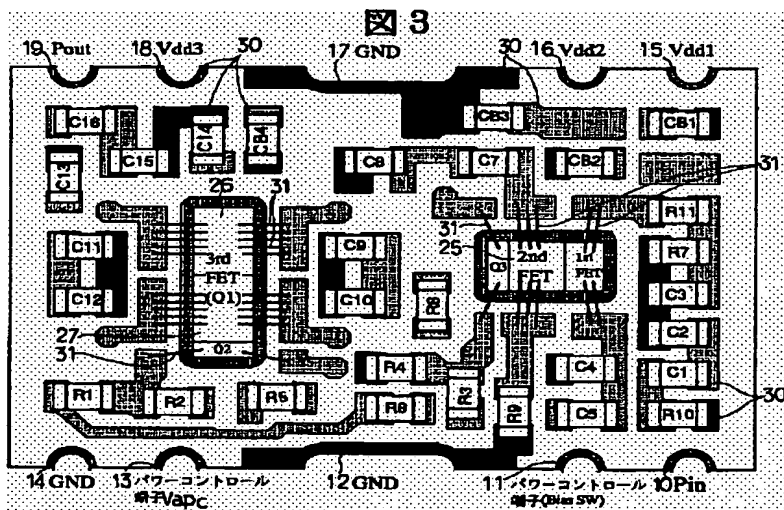 図 3
19 Pout
18 Vdd3
30
17 GND
30
16 Vdd2
15 Vdd1
C16
C14
CB4
CB3
CB1
C13
C15
C8
C7
CB2
31
26
31
R11
31
25
C11
3rd
FET
(Q1)
C9
Q3
2nd
FET
1st
FET
R7
C12
C10
R8
C3
27
C2
31
Q2
R4
C4
C1
R1
R2
R5
R6
R3
R9
C5
R10
30
14 GND
13 パワーコントロール
端子Vapc
12 GND
11 パワーコントロール
端子(Bias SW)
10 Pin